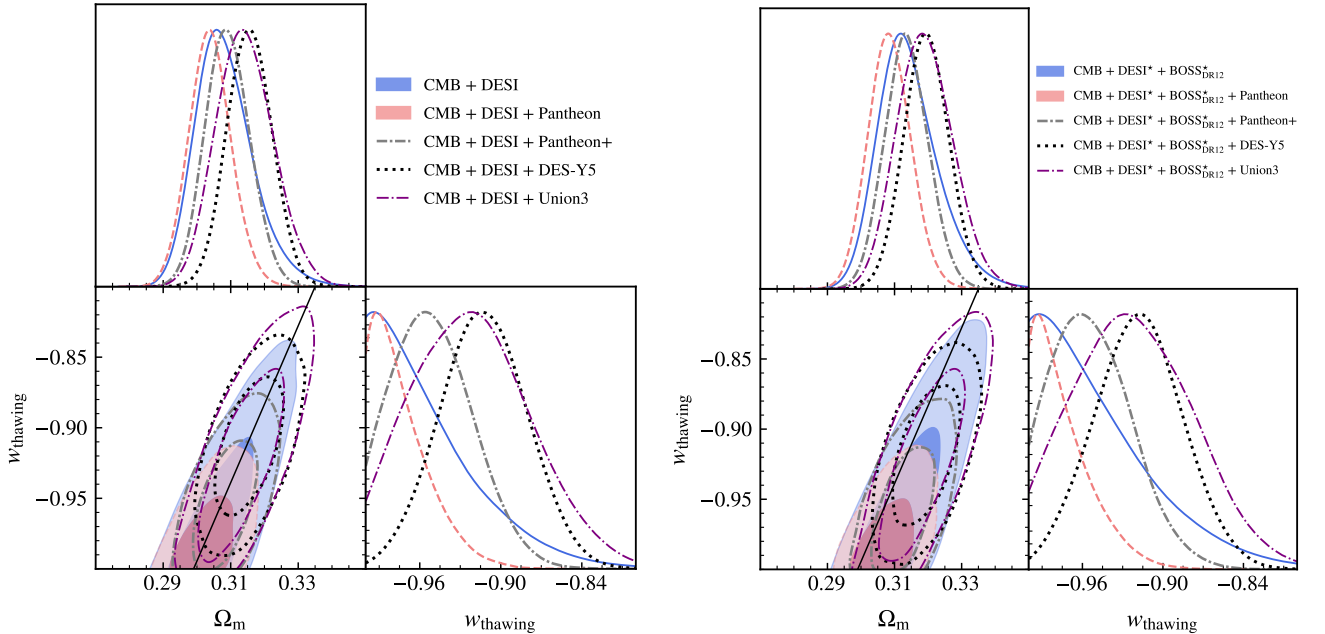 CMB + DESI
CMB + DESI + Pantheon
CMB + DESI + Pantheon+
CMB + DESI + DES-Y5
CMB + DESI + Union3
−0.85
−0.90
−0.95
w_thawing
0.29 0.31 0.33
Ω_m
−0.96 −0.90 −0.84
w_thawing
CMB + DESI* + BOSS*_DR12
CMB + DESI* + BOSS*_DR12 + Pantheon
CMB + DESI* + BOSS*_DR12 + Pantheon+
CMB + DESI* + BOSS*_DR12 + DES-Y5
CMB + DESI* + BOSS*_DR12 + Union3
−0.85
−0.90
−0.95
w_thawing
0.29 0.31 0.33
Ω_m
−0.96 −0.90 −0.84
w_thawing